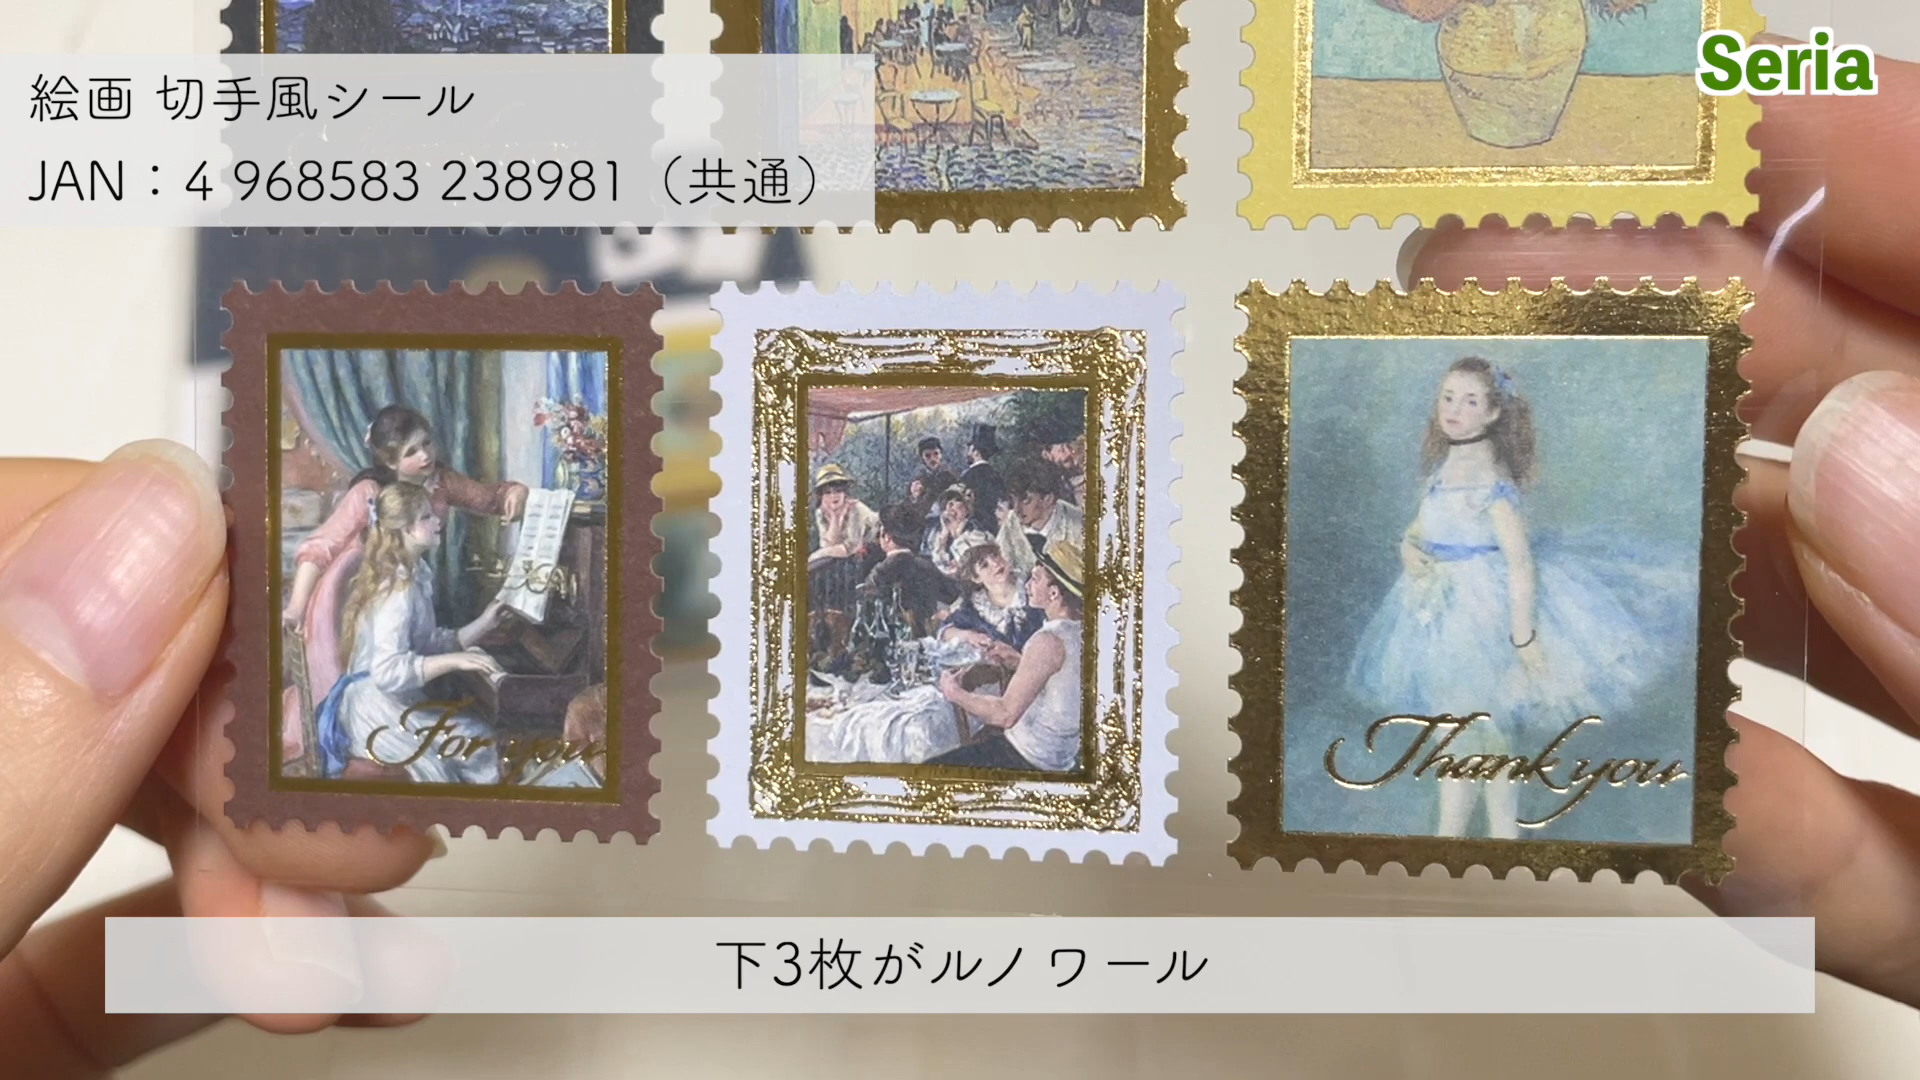 絵画 切手風シール
JAN：4 968583 238981（共通）
Seria
For you
Thank you
下3枚がルノワール